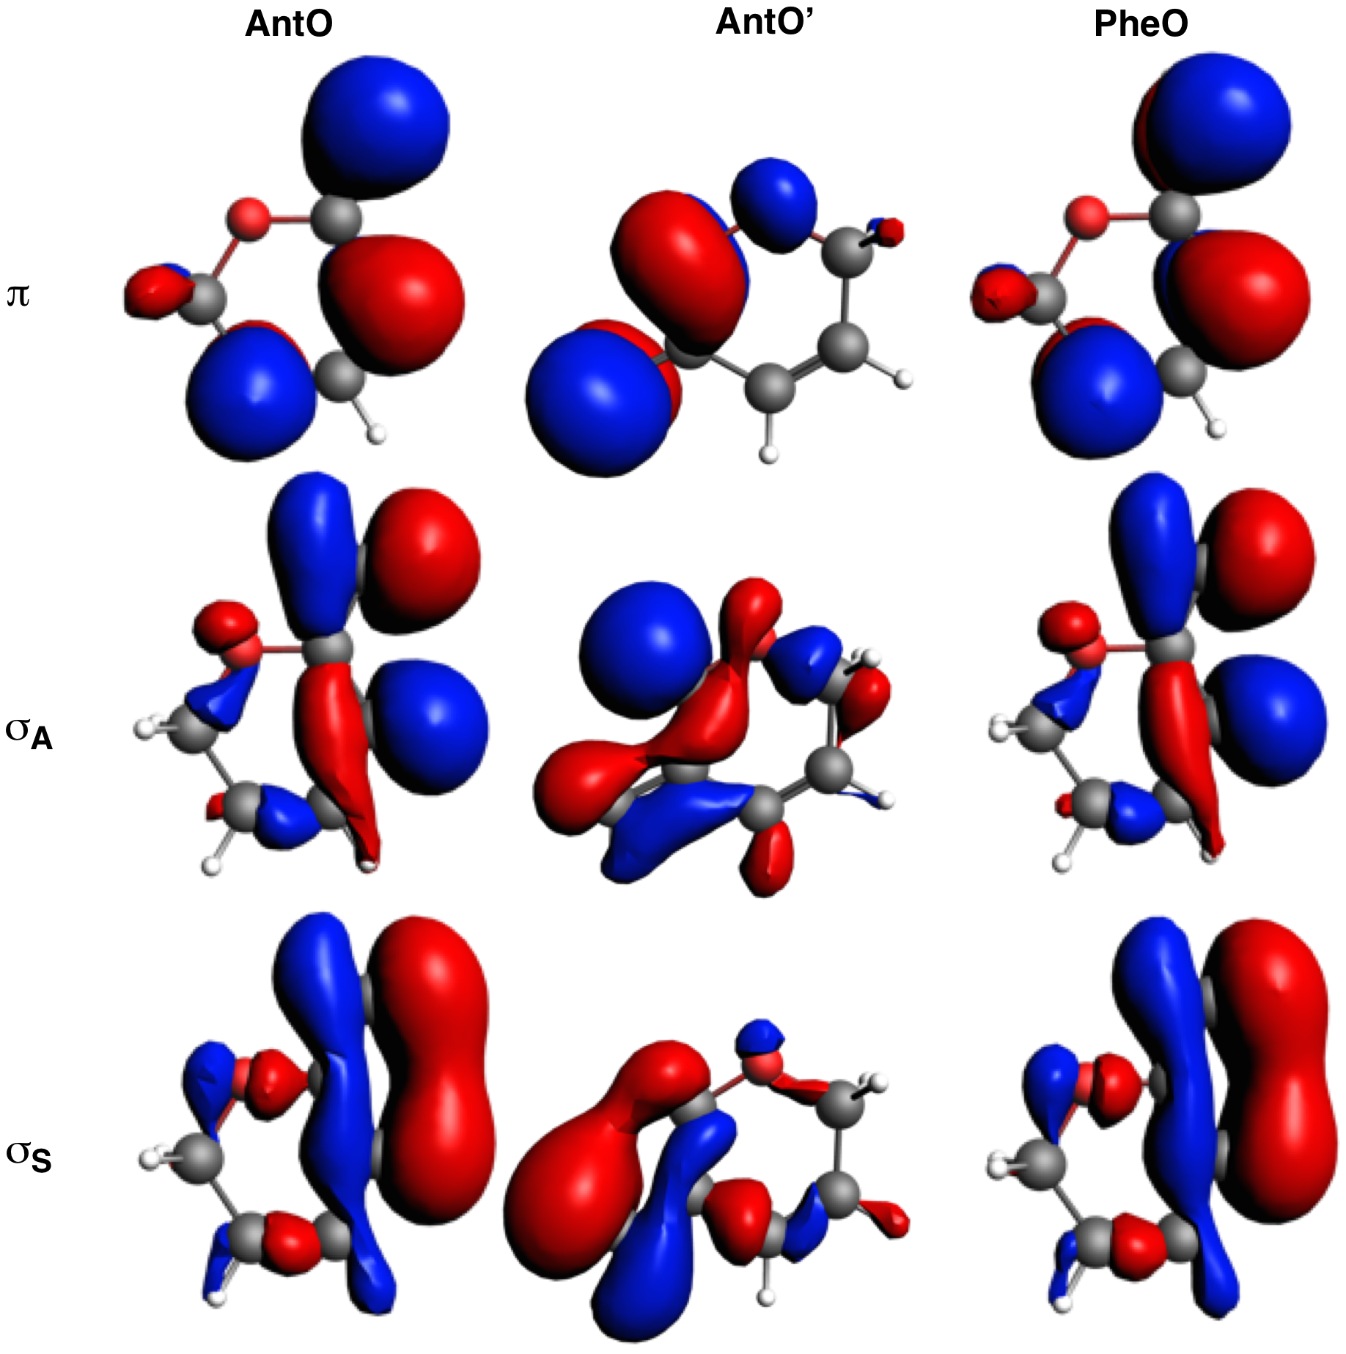 AntO AntO’ PheO
π
σA
σS